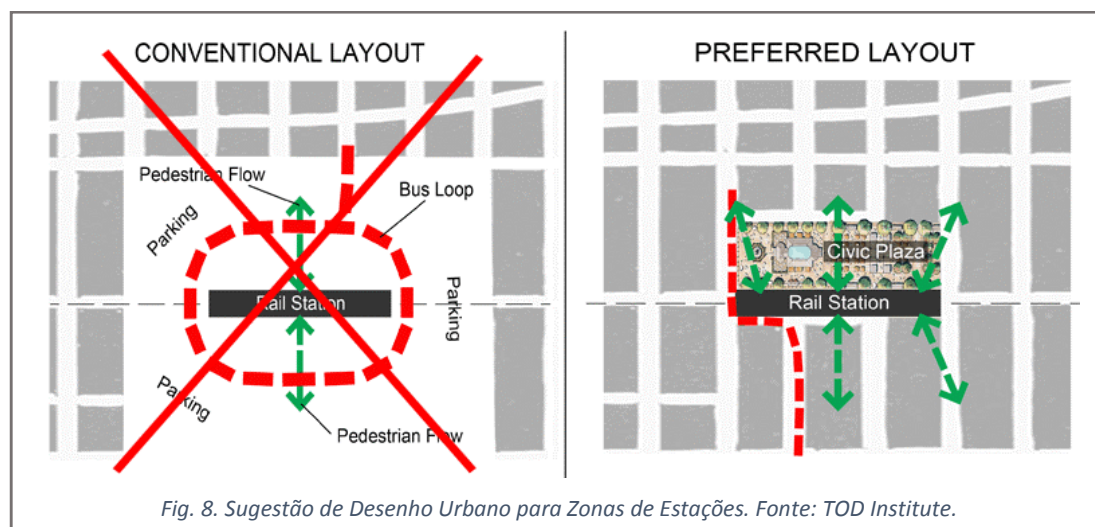 CONVENTIONAL LAYOUT
Pedestrian Flow
Bus Loop
Parking
Parking
Rail Station
Parking
Pedestrian Flow
PREFERRED LAYOUT
Civic Plaza
Rail Station
Fig. 8. Sugestão de Desenho Urbano para Zonas de Estações. Fonte: TOD Institute.